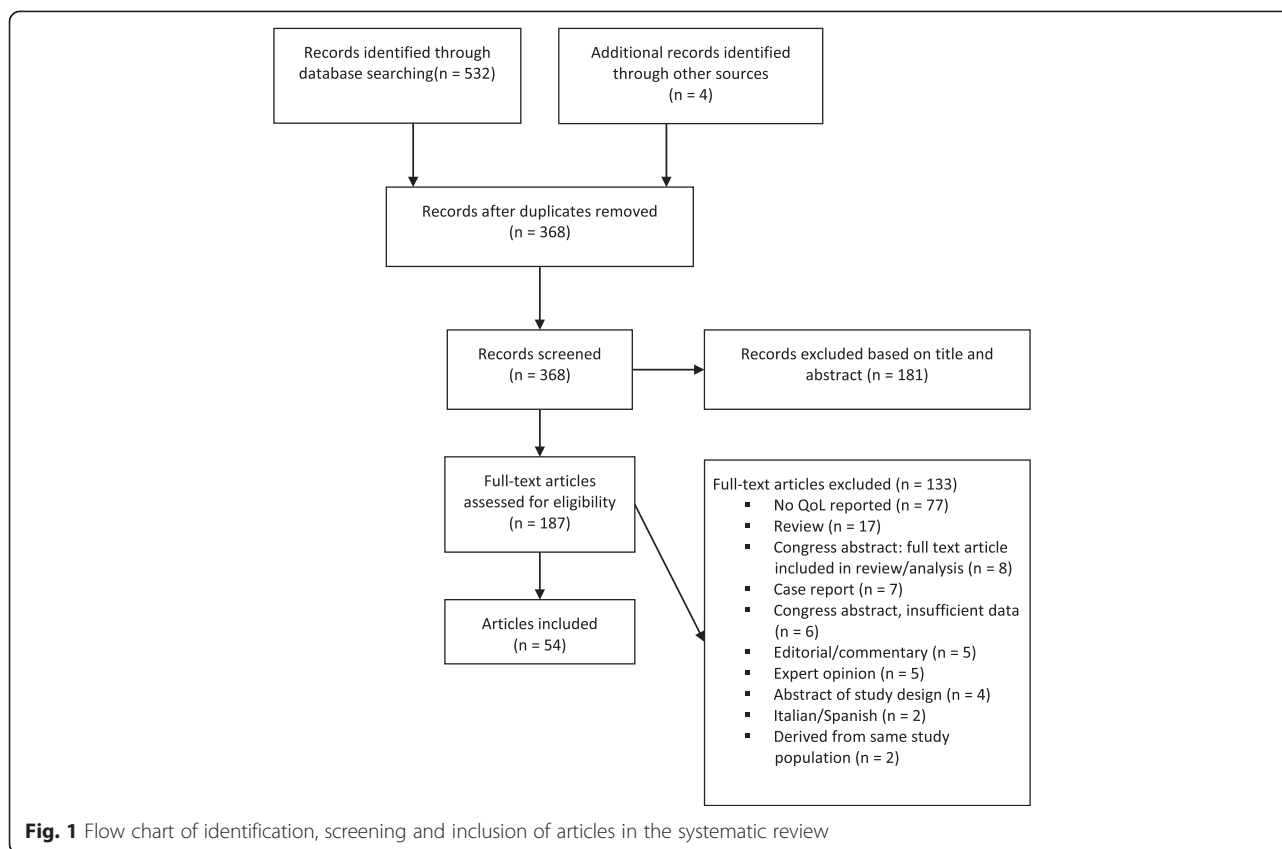 Records identified through
database searching(n = 532)
Additional records identified
through other sources
(n = 4)
Records after duplicates removed
(n = 368)
Records screened
(n = 368)
Records excluded based on title and
abstract (n = 181)
Full-text articles
assessed for eligibility
(n = 187)
Full-text articles excluded (n = 133)
▪ No QoL reported (n = 77)
▪ Review (n = 17)
▪ Congress abstract: full text article
included in review/analysis (n = 8)
▪ Case report (n = 7)
▪ Congress abstract, insufficient data
(n = 6)
▪ Editorial/commentary (n = 5)
▪ Expert opinion (n = 5)
▪ Abstract of study design (n = 4)
▪ Italian/Spanish (n = 2)
▪ Derived from same study
population (n = 2)
Articles included
(n = 54)
Fig. 1 Flow chart of identification, screening and inclusion of articles in the systematic review